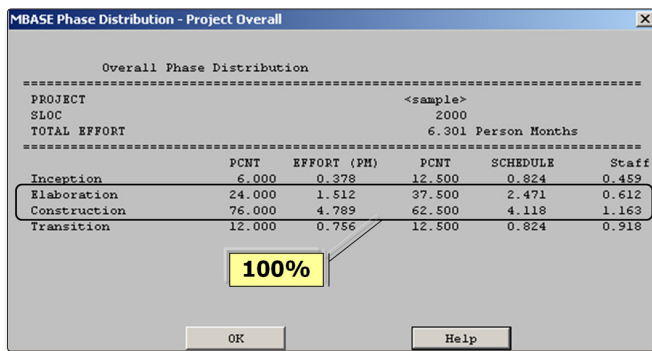 MBASE Phase Distribution - Project Overall
Overall Phase Distribution
================================================================================
PROJECT <sample>
SLOC 2000
TOTAL EFFORT 6.301 Person Months
================================================================================
PCNT EFFORT (PM) PCNT SCHEDULE Staff
Inception 6.000 0.378 12.500 0.824 0.459
Elaboration 24.000 1.512 37.500 2.471 0.612
Construction 76.000 4.789 62.500 4.118 1.163
Transition 12.000 0.756 12.500 0.824 0.918
100%
OK Help